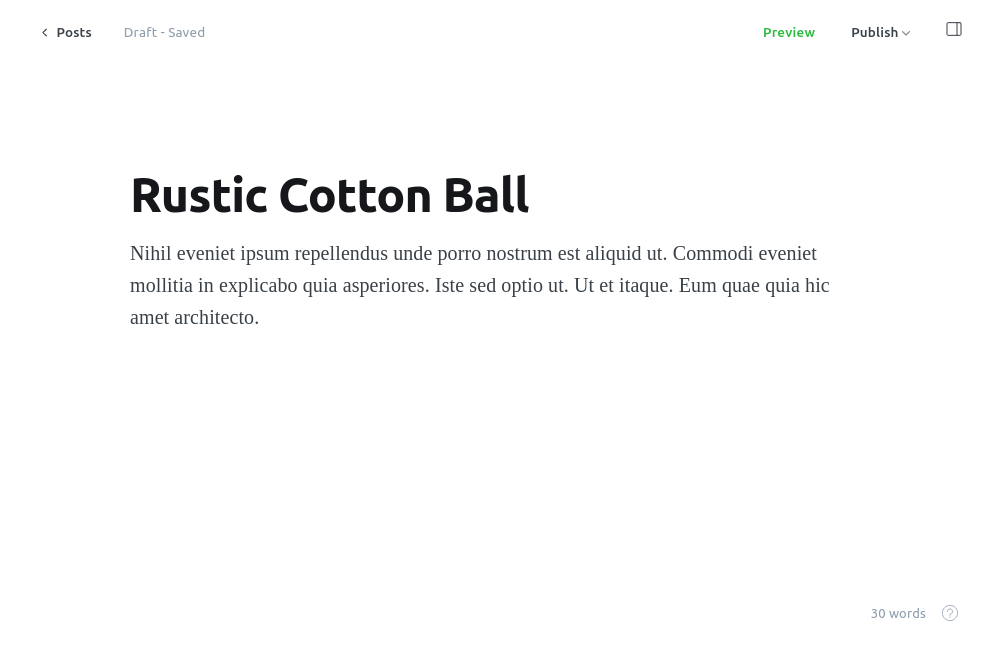 Posts
Draft - Saved
Preview
Publish
Rustic Cotton Ball
Nihil eveniet ipsum repellendus unde porro nostrum est aliquid ut. Commodi eveniet
mollitia in explicabo quia asperiores. Iste sed optio ut. Ut et itaque. Eum quae quia hic
amet architecto.
30 words
?